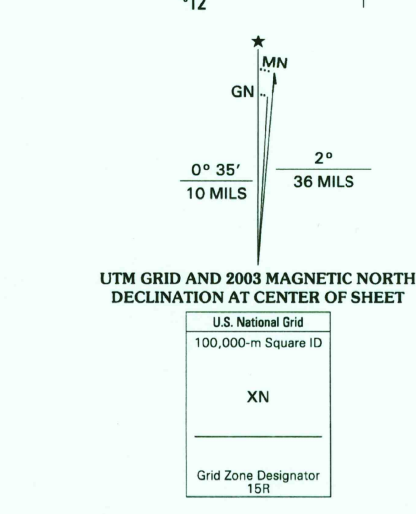 °12
★
MN
GN
0° 35′
10 MILS
2°
36 MILS
UTM GRID AND 2003 MAGNETIC NORTH
DECLINATION AT CENTER OF SHEET
U.S. National Grid
100,000-m Square ID
XN
Grid Zone Designator
15R